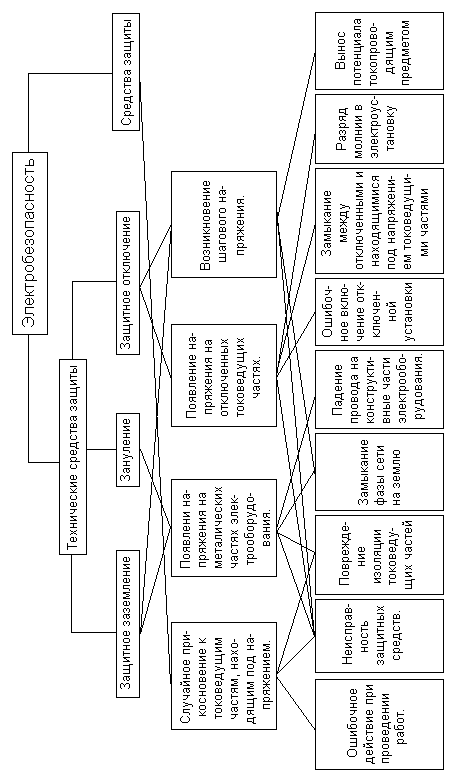 Электробезопасность
Технические средства защиты
Защитное заземление
Зануление
Защитное отключение
Средства защиты
Случайное при-
косновение к
токоведущим
частям, нахо-
дящим под на-
пряжением.
Появлени на-
пряжения на
металических
частях элек-
трооборудо-
вания.
Появление на-
пряжения на
отключенных
токоведущих
частях.
Возникновение
шагового на-
пряжения.
Ошибочное
действие при
проведении
работ.
Неисправ-
ность
защитных
средств.
Поврежде-
ние
изоляции
токоведу-
щих частей
Замыкание
фазы сети
на землю
Падение
провода на
конструкти-
вные части
электрообо-
рудования.
Ошибоч-
ное вклю-
чение отк-
люченной
установки
Замыкание
между
отключенными и
находящимися
под напряжени-
ем токоведущи-
ми частями
Разряд
молнии в
электроус-
тановку
Вынос
потенциала
токопрово-
дящим
предметом